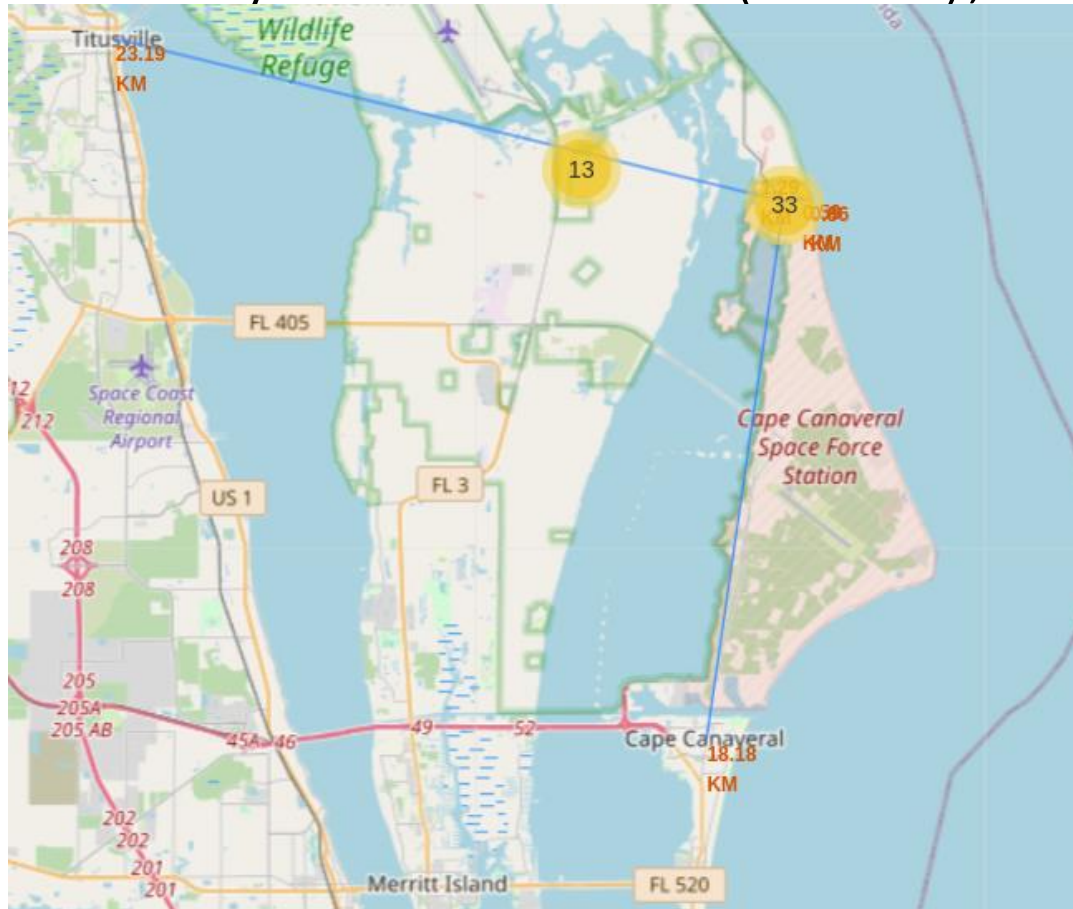 Titusville
23.19
KM
Wildlife
Refuge
13
33
KM
KM
FL 405
Space Coast
Regional
Airport
12
212
US 1
FL 3
Cape Canaveral
Space Force
Station
208
208
205
205A
205 AB
45A
46
49
52
Cape Canaveral
18.18
KM
202
202
201
201
Merritt Island
FL 520